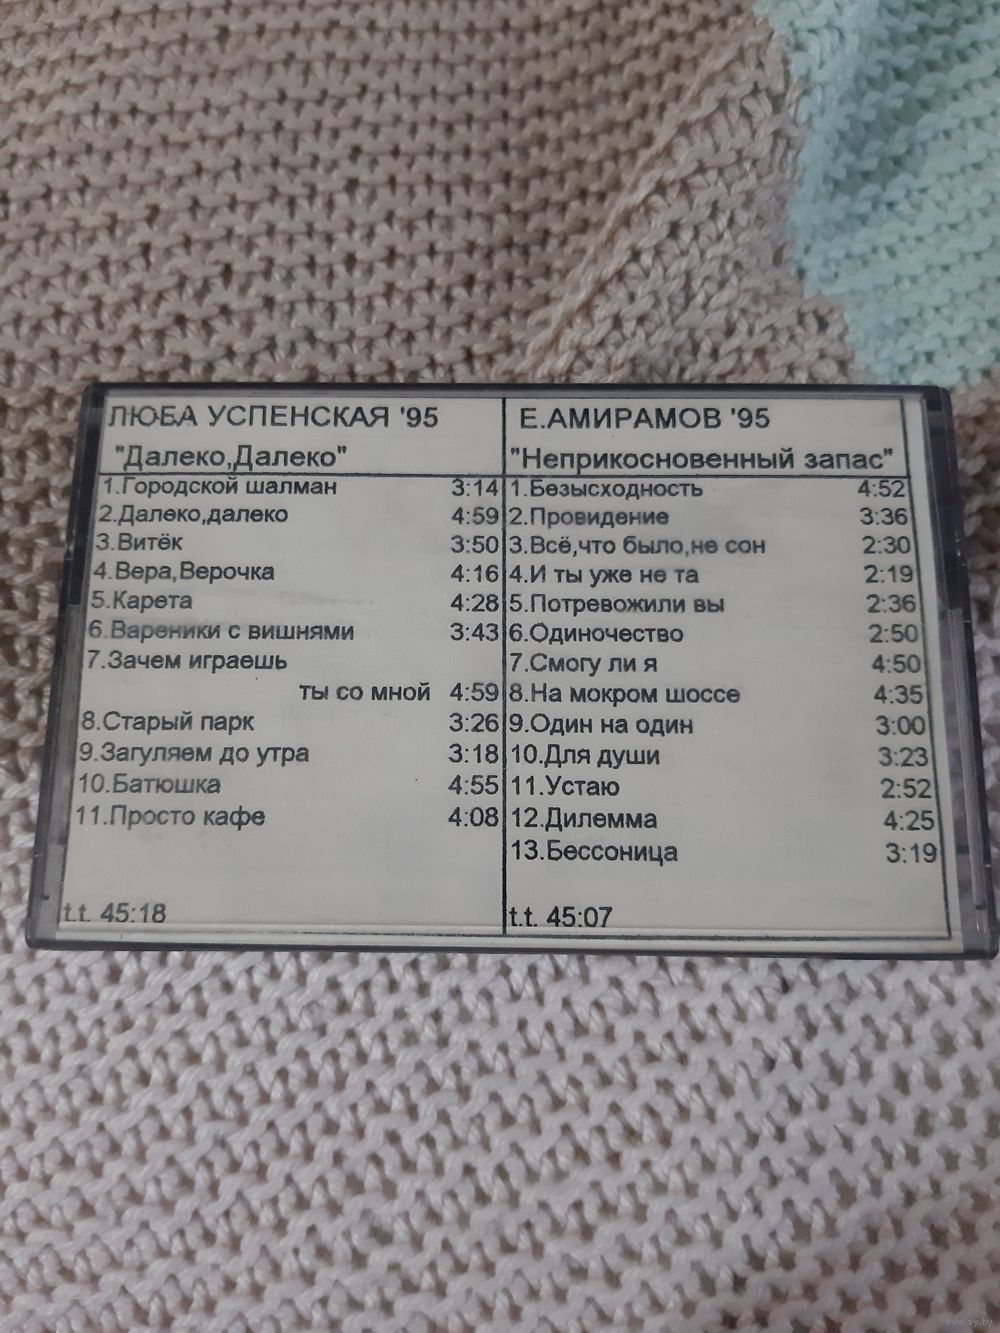 ЛЮБА УСПЕНСКАЯ '95
"Далеко,Далеко"
1.Городской шалман 3:14
2.Далеко,далеко 4:59
3.Витёк 3:50
4.Вера,Верочка 4:16
5.Карета 4:28
6.Вареники с вишнями 3:43
7.Зачем играешь
ты со мной 4:59
8.Старый парк 3:26
9.Загуляем до утра 3:18
10.Батюшка 4:55
11.Просто кафе 4:08
t.t. 45:18
Е.АМИРАМОВ '95
"Неприкосновенный запас"
1.Безысходность 4:52
2.Провидение 3:36
3.Всё,что было,не сон 2:30
4.И ты уже не та 2:19
5.Потревожили вы 2:36
6.Одиночество 2:50
7.Смогу ли я 4:50
8.На мокром шоссе 4:35
9.Один на один 3:00
10.Для души 3:23
11.Устаю 2:52
12.Дилемма 4:25
13.Бессоница 3:19
t.t. 45:07
www.ay.by